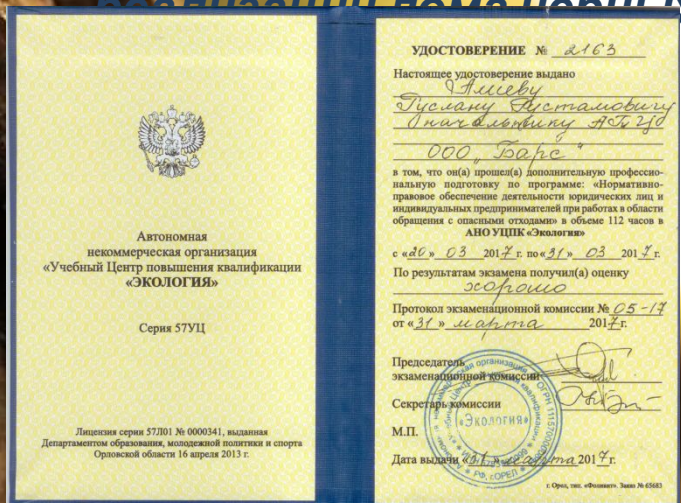 Автономная
некоммерческая организация
«Учебный Центр повышения квалификации
«ЭКОЛОГИЯ»
Серия 57УЦ
Лицензия серии 57Л01 № 0000341, выданная
Департаментом образования, молодежной политики и спорта
Орловской области 16 апреля 2013 г.
УДОСТОВЕРЕНИЕ № 2163
Настоящее удостоверение выдано
Алиеву
Руслану Рустамовичу
начальнику
ООО „Барс"
в том, что он(а) прошел(а) дополнительную профессио-
нальную подготовку по программе: «Нормативно-
правовое обеспечение деятельности юридических лиц и
индивидуальных предпринимателей при работах в области
обращения с опасными отходами» в объеме 112 часов в
АНО УЦПК «Экология»
с «20» 03 2017 г. по «31» 03 2017 г.
По результатам экзамена получил(а) оценку
хорошо
Протокол экзаменационной комиссии № 05-17
от «31» марта 2017 г.
Председатель
экзаменационной комиссии
Секретарь комиссии
«Экология»
М.П.
Дата выдачи «31» марта 2017 г.
г. Орел, тип. «Фолиант». Заказ № 65683